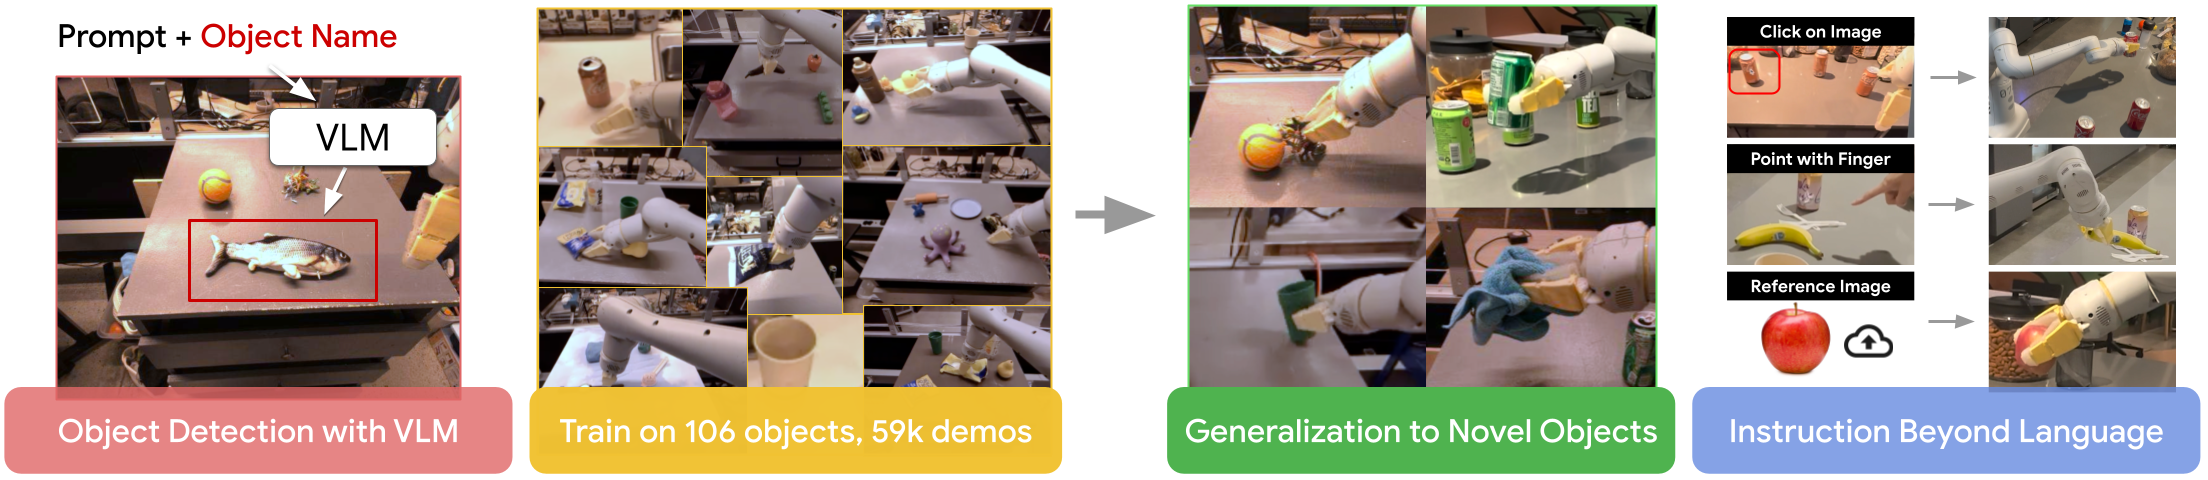 Prompt + Object Name
VLM
Object Detection with VLM
Train on 106 objects, 59k demos
TEA
Generalization to Novel Objects
Click on Image
Point with Finger
Reference Image
Instruction Beyond Language